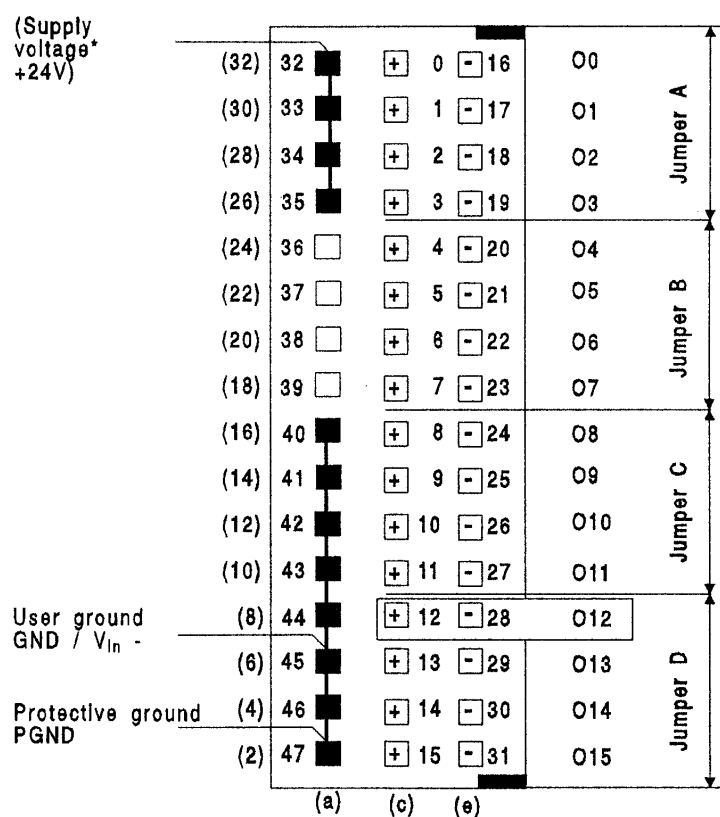 (Supply
voltage*
+24V)
(32) 32 + 0 - 16 O0
(30) 33 + 1 - 17 O1
(28) 34 + 2 - 18 O2
(26) 35 + 3 - 19 O3
Jumper A
(24) 36 + 4 - 20 O4
(22) 37 + 5 - 21 O5
(20) 38 + 6 - 22 O6
(18) 39 + 7 - 23 O7
Jumper B
(16) 40 + 8 - 24 O8
(14) 41 + 9 - 25 O9
(12) 42 + 10 - 26 O10
(10) 43 + 11 - 27 O11
Jumper C
User ground
GND / VIn -
(8) 44 + 12 - 28 O12
(6) 45 + 13 - 29 O13
Protective ground
PGND
(4) 46 + 14 - 30 O14
(2) 47 + 15 - 31 O15
Jumper D
(a) (c) (e)